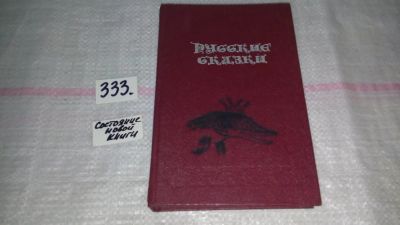 РУССКИЕ
СКАЗКИ
333.
Состояние
новой
книги